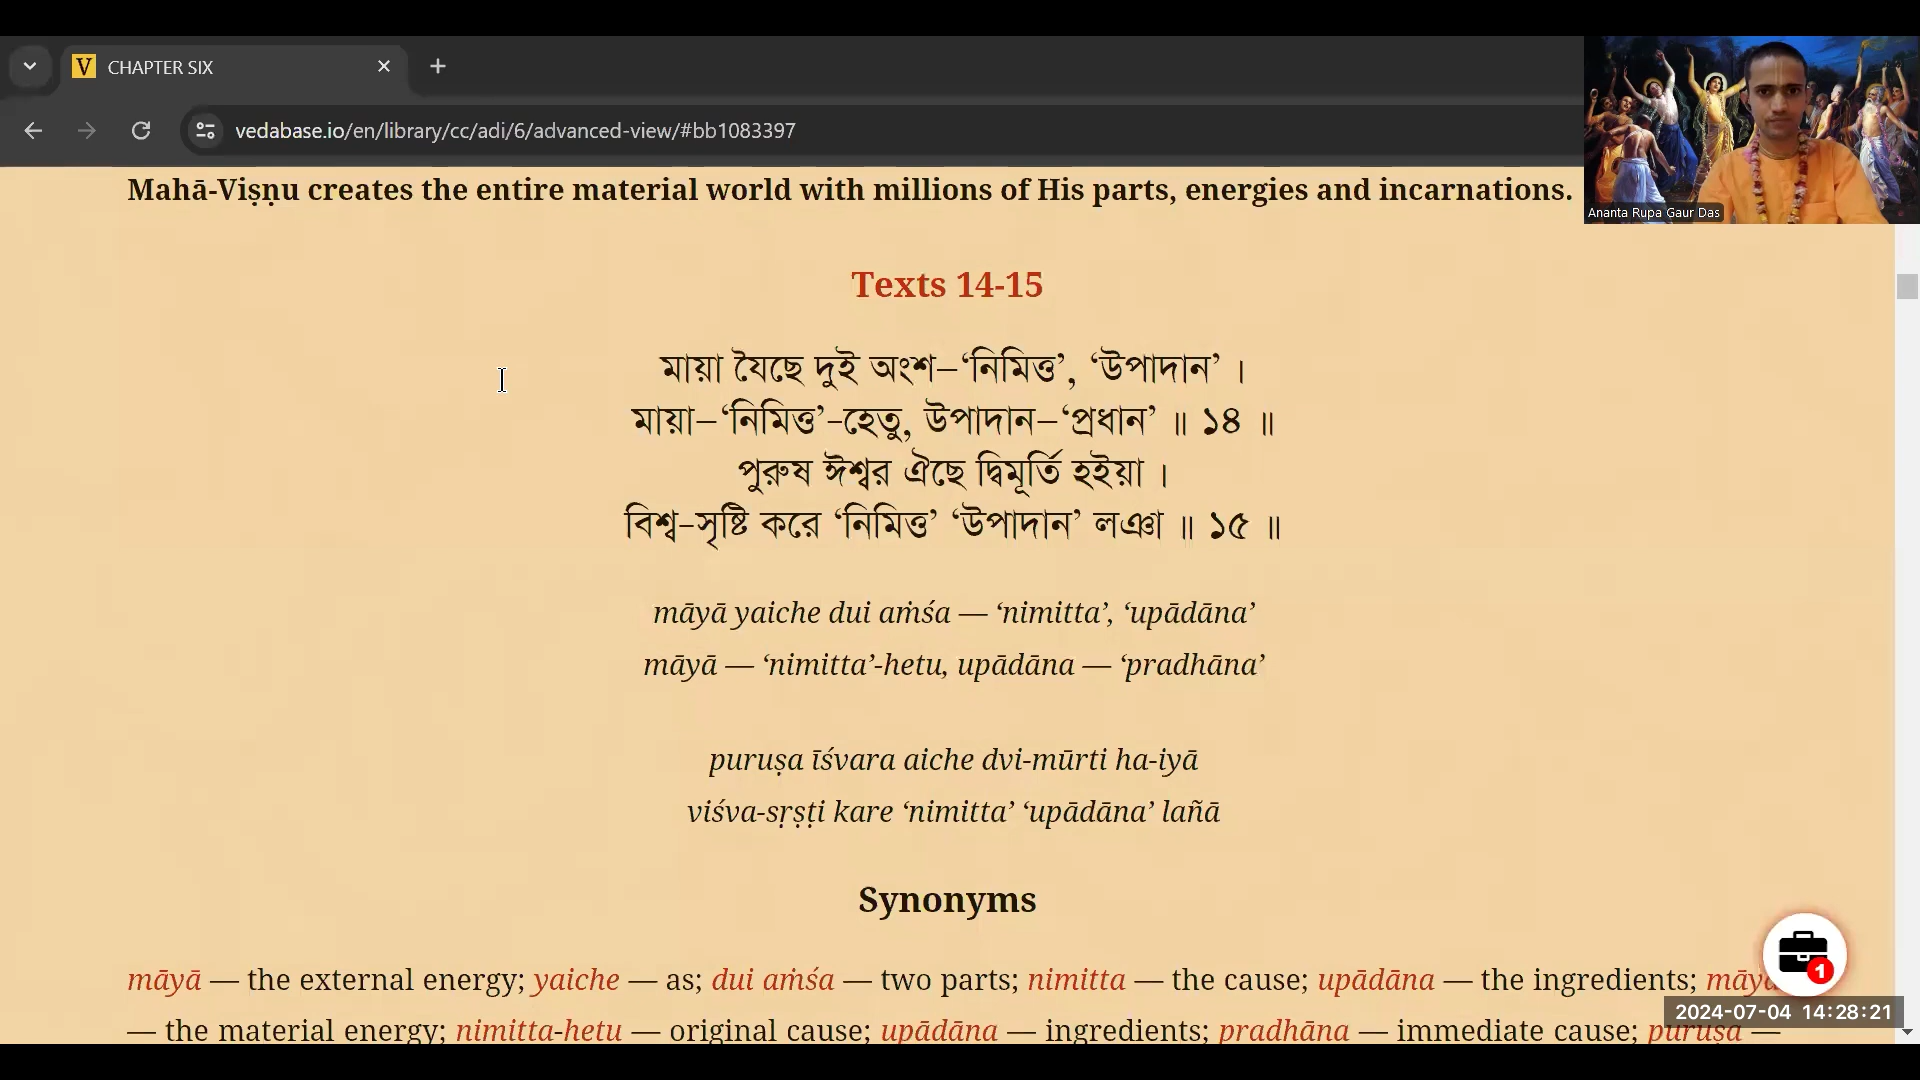 CHAPTER SIX
vedabase.io/en/library/cc/adi/6/advanced-view/#bb1083397
Ananta Rupa Gaur Das
Mahā-Viṣṇu creates the entire material world with millions of His parts, energies and incarnations.
Texts 14-15
মায়া যৈছে দুই অংশ—‘নিমিত্ত’, ‘উপাদান’ ।
মায়া—‘নিমিত্ত’-হেতু, উপাদান—‘প্রধান’ ॥ ১৪ ॥
পুরুষ ঈশ্বর ঐছে দ্বিমূর্তি হইয়া ।
বিশ্ব-সৃষ্টি করে ‘নিমিত্ত’ ‘উপাদান’ লঞা ॥ ১৫ ॥
māyā yaiche dui aṁśa — ‘nimitta’, ‘upādāna’
māyā — ‘nimitta’-hetu, upādāna — ‘pradhāna’
puruṣa īśvara aiche dvi-mūrti ha-iyā
viśva-sṛṣṭi kare ‘nimitta’ ‘upādāna’ lañā
Synonyms
māyā — the external energy; yaiche — as; dui aṁśa — two parts; nimitta — the cause; upādāna — the ingredients; māyā
— the material energy; nimitta-hetu — original cause; upādāna — ingredients; pradhāna — immediate cause; puruṣa —
1
2024-07-04 14:28:21